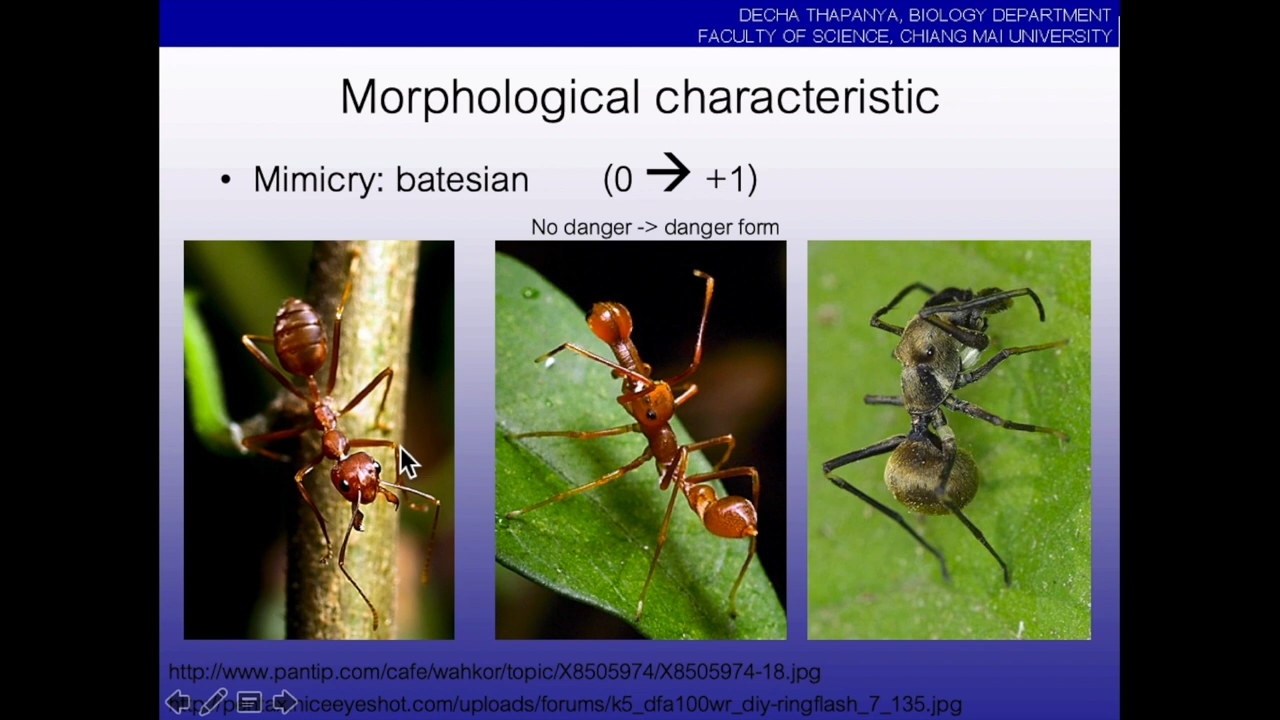 DECHA THAPANYA, BIOLOGY DEPARTMENT
FACULTY OF SCIENCE, CHIANG MAI UNIVERSITY
Morphological characteristic
• Mimicry: batesian (0 → +1)
No danger -> danger form
http://www.pantip.com/cafe/wahkor/topic/X8505974/X8505974-18.jpg
niceeyeshot.com/uploads/forums/k5_dfa100wr_diy-ringflash_7_135.jpg